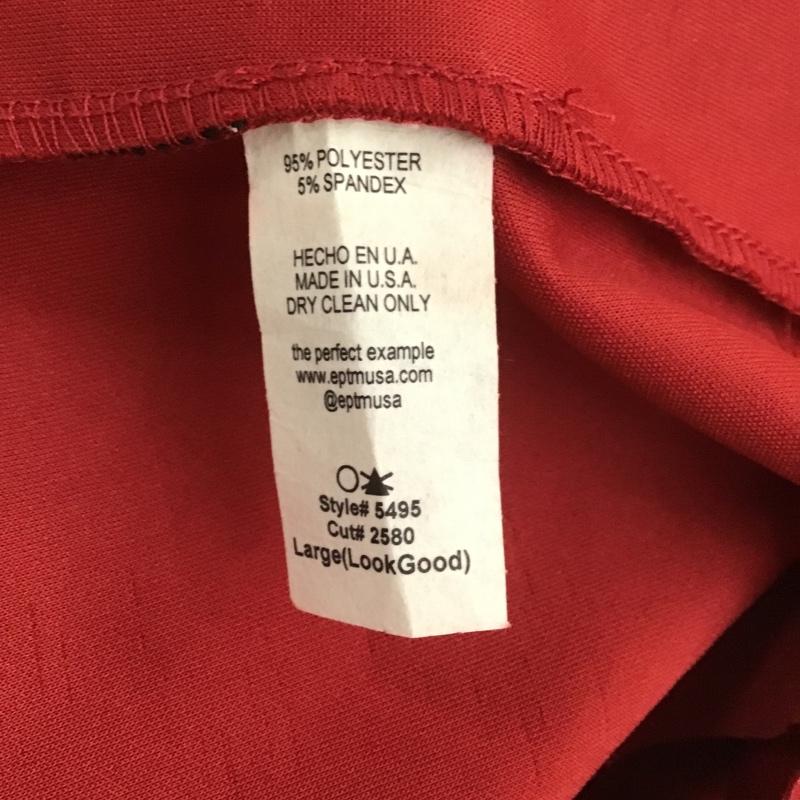 95% POLYESTER
5% SPANDEX
HECHO EN U.A.
MADE IN U.S.A.
DRY CLEAN ONLY
the perfect example
www.eptmusa.com
@eptmusa
Style# 5495
Cut# 2580
Large(LookGood)